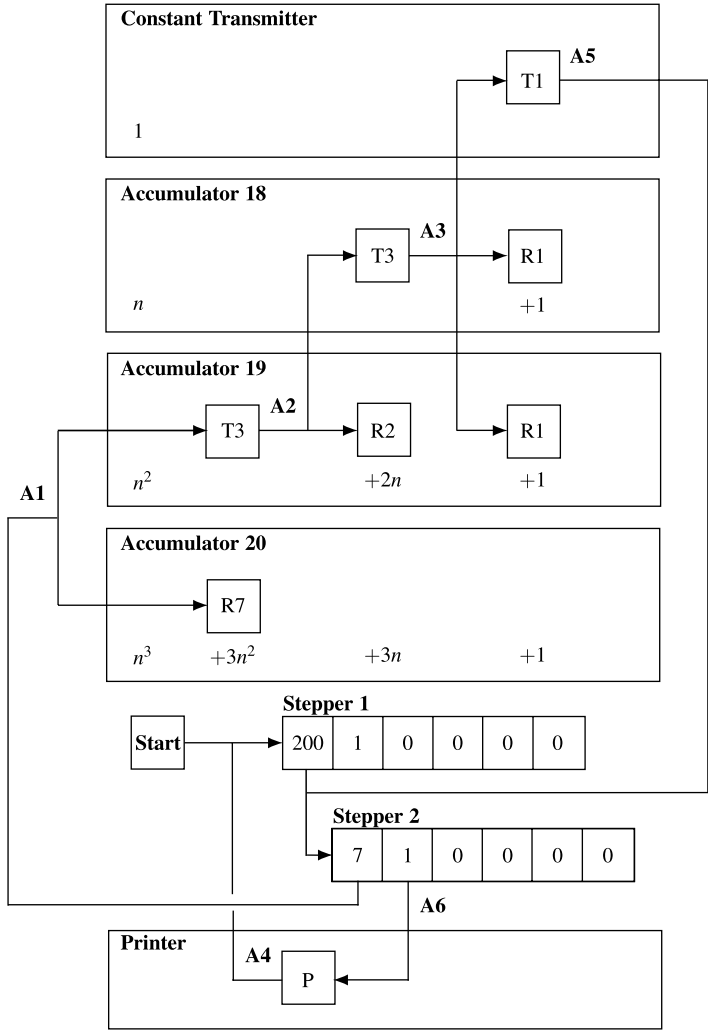 Constant Transmitter
A5
T1
1
Accumulator 18
A3
T3
R1
n
+1
Accumulator 19
A2
T3
R2
R1
n²
+2n
+1
A1
Accumulator 20
R7
n³
+3n²
+3n
+1
Stepper 1
Start
200 1 0 0 0 0
Stepper 2
7 1 0 0 0 0
A6
Printer
A4
P